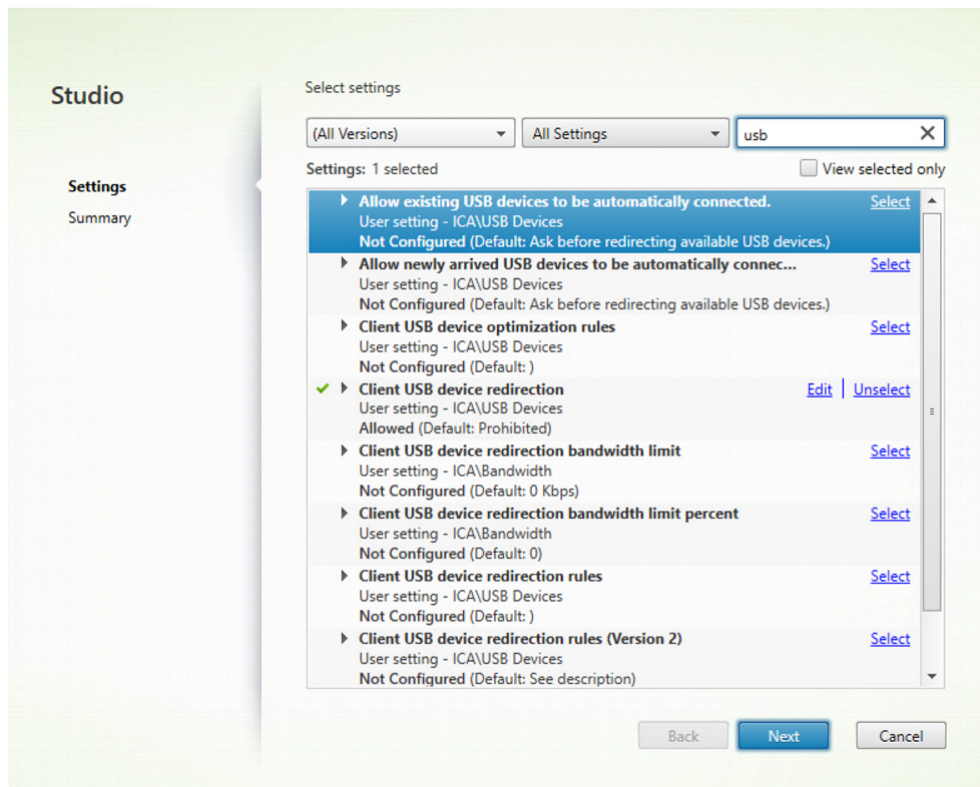 Studio
Settings
Summary
Select settings
(All Versions) All Settings usb
Settings: 1 selected View selected only
Allow existing USB devices to be automatically connected. Select
User setting - ICA\USB Devices
Not Configured (Default: Ask before redirecting available USB devices.)
Allow newly arrived USB devices to be automatically connec... Select
User setting - ICA\USB Devices
Not Configured (Default: Ask before redirecting available USB devices.)
Client USB device optimization rules Select
User setting - ICA\USB Devices
Not Configured (Default: )
Client USB device redirection Edit | Unselect
User setting - ICA\USB Devices
Allowed (Default: Prohibited)
Client USB device redirection bandwidth limit Select
User setting - ICA\Bandwidth
Not Configured (Default: 0 Kbps)
Client USB device redirection bandwidth limit percent Select
User setting - ICA\Bandwidth
Not Configured (Default: 0)
Client USB device redirection rules Select
User setting - ICA\USB Devices
Not Configured (Default: )
Client USB device redirection rules (Version 2) Select
User setting - ICA\USB Devices
Not Configured (Default: See description)
Back Next Cancel